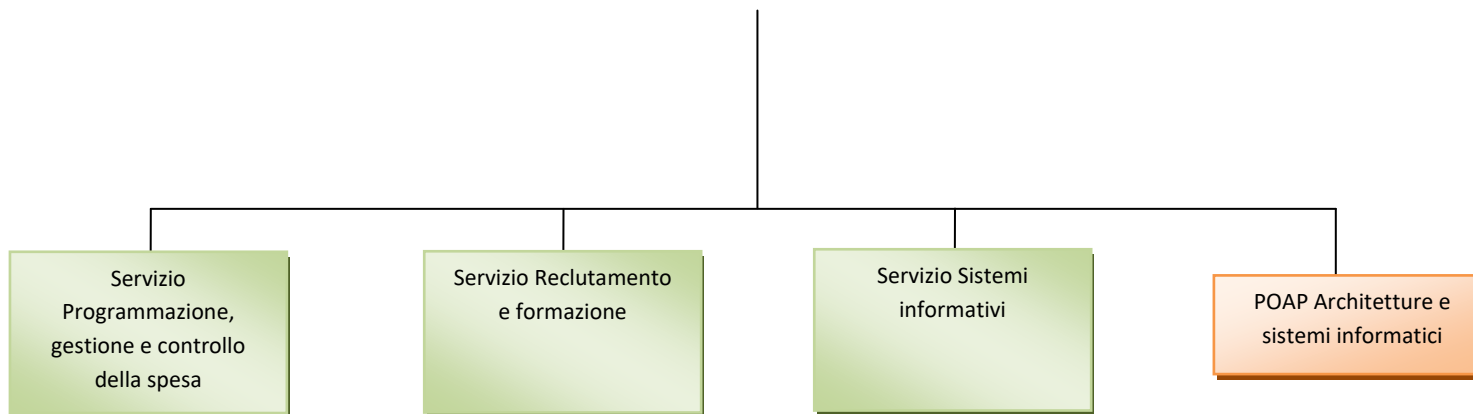 Servizio
Programmazione,
gestione e controllo
della spesa
Servizio Reclutamento
e formazione
Servizio Sistemi
informativi
POAP Architetture e
sistemi informatici